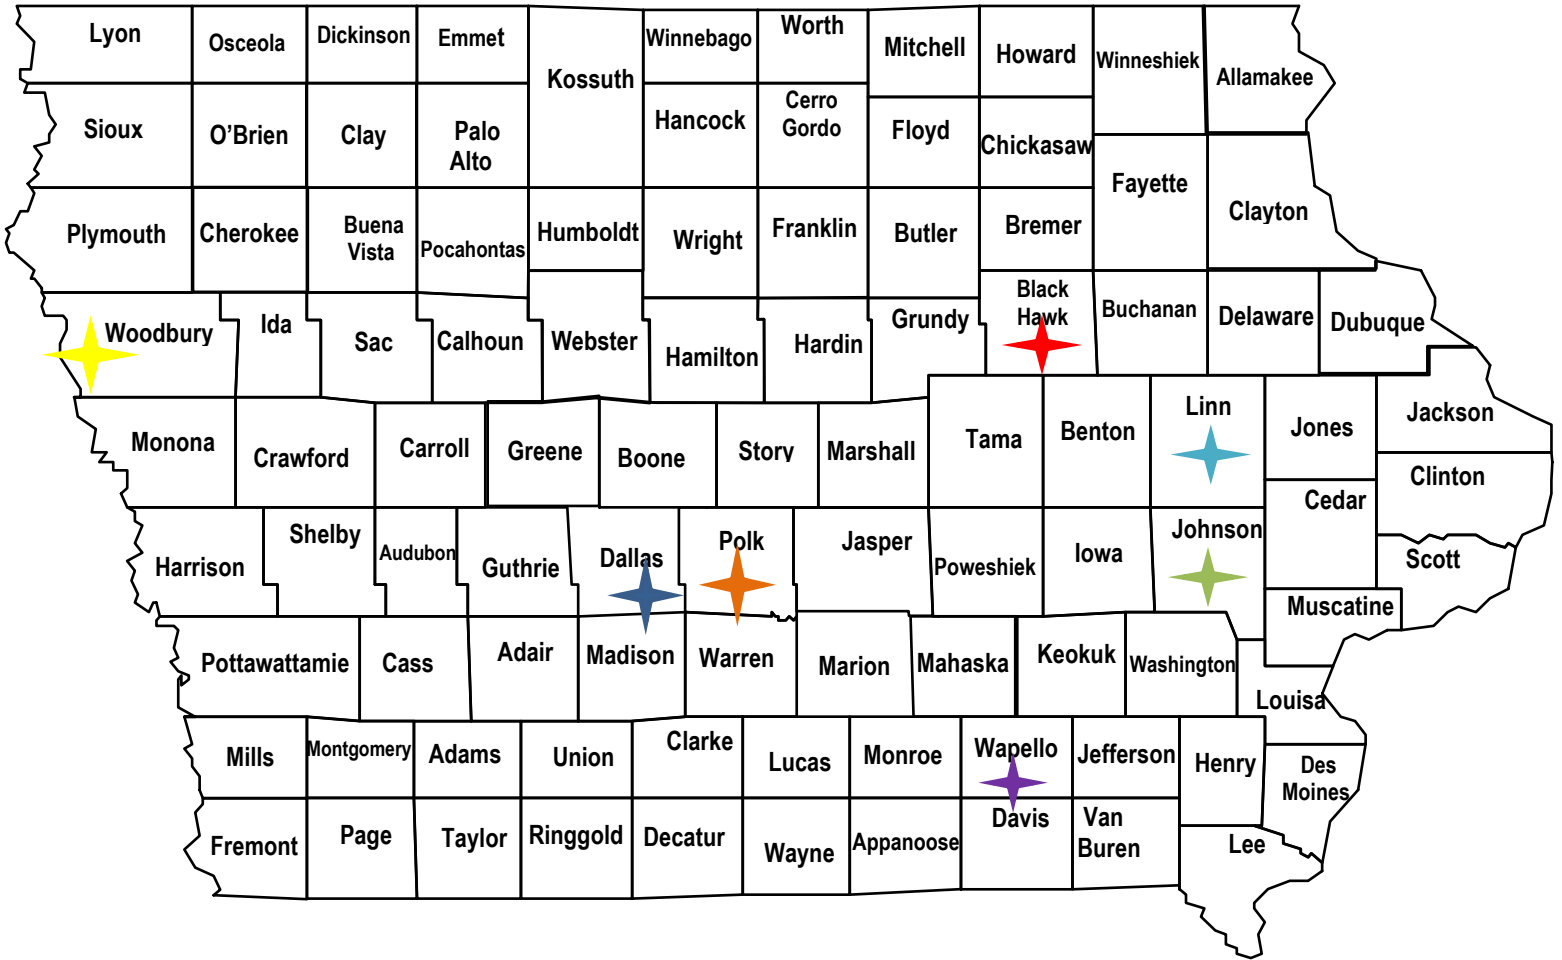 Lyon
Osceola
Dickinson
Emmet
Kossuth
Winnebago
Worth
Mitchell
Howard
Winneshiek
Allamakee
Sioux
O’Brien
Clay
Palo
Alto
Hancock
Cerro
Gordo
Floyd
Chickasaw
Fayette
Clayton
Plymouth
Cherokee
Buena
Vista
Pocahontas
Humboldt
Wright
Franklin
Butler
Bremer
Woodbury
Ida
Sac
Calhoun
Webster
Hamilton
Hardin
Grundy
Black
Hawk
Buchanan
Delaware
Dubuque
Monona
Crawford
Carroll
Greene
Boone
Story
Marshall
Tama
Benton
Linn
Jones
Jackson
Clinton
Cedar
Harrison
Shelby
Audubon
Guthrie
Dallas
Polk
Jasper
Poweshiek
Iowa
Johnson
Scott
Muscatine
Pottawattamie
Cass
Adair
Madison
Warren
Marion
Mahaska
Keokuk
Washington
Louisa
Mills
Montgomery
Adams
Union
Clarke
Lucas
Monroe
Wapello
Jefferson
Henry
Des
Moines
Fremont
Page
Taylor
Ringgold
Decatur
Wayne
Appanoose
Davis
Van
Buren
Lee